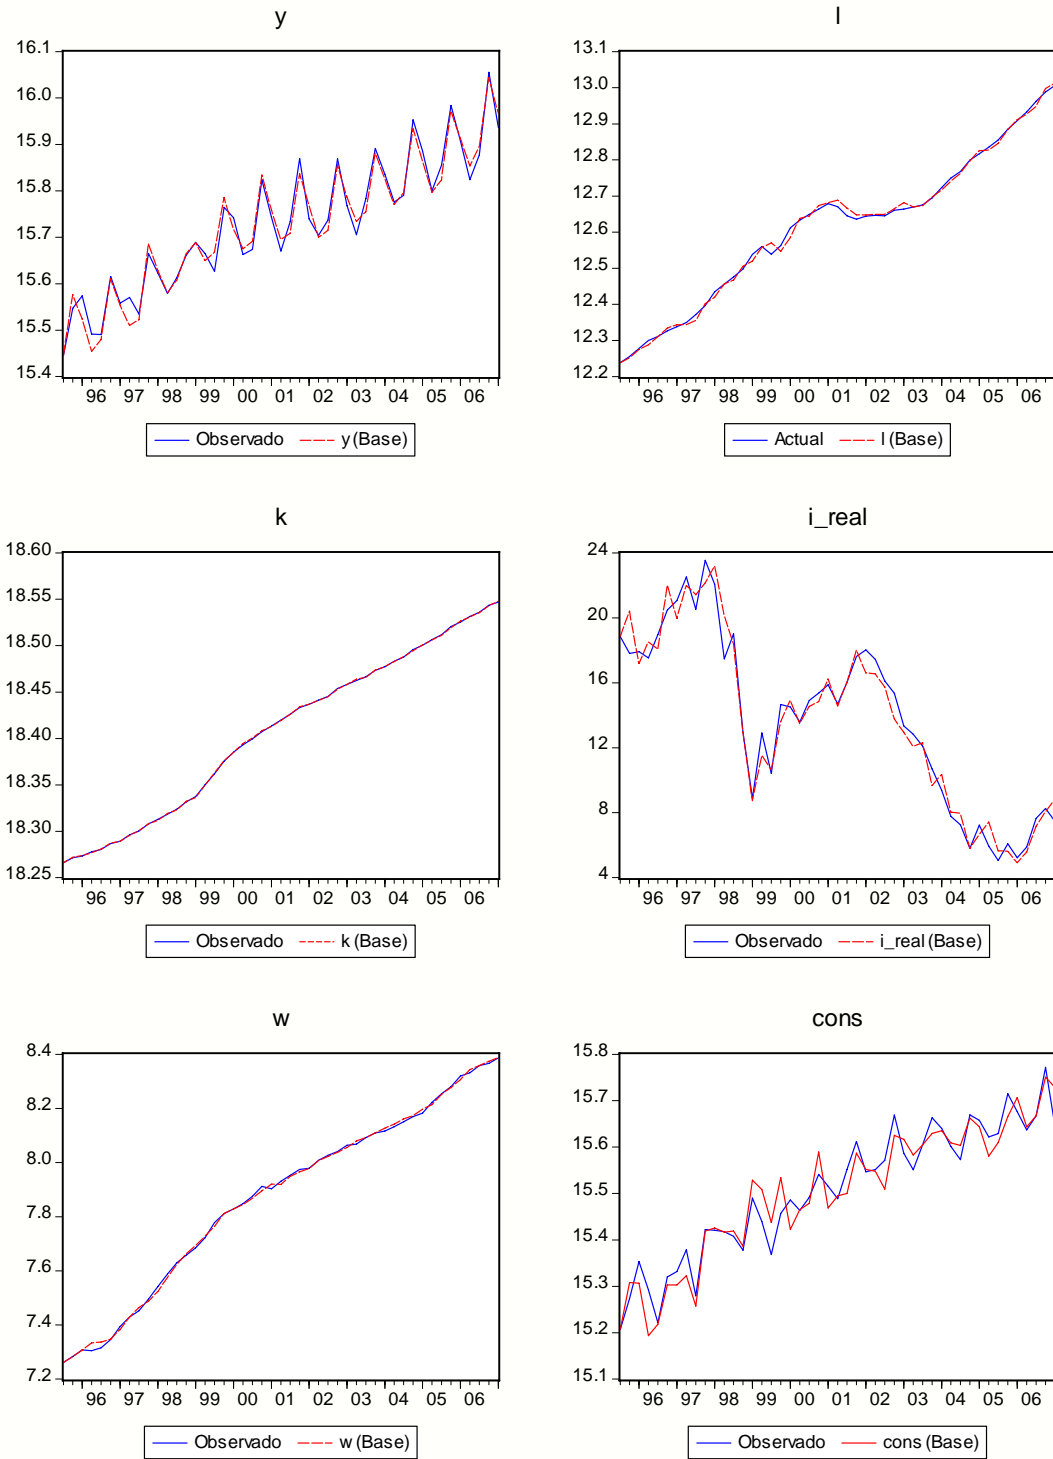 y
16.1
16.0
15.9
15.8
15.7
15.6
15.5
15.4
96 97 98 99 00 01 02 03 04 05 06
Observado y (Base)
l
13.1
13.0
12.9
12.8
12.7
12.6
12.5
12.4
12.3
12.2
96 97 98 99 00 01 02 03 04 05 06
Actual l (Base)
k
18.60
18.55
18.50
18.45
18.40
18.35
18.30
18.25
96 97 98 99 00 01 02 03 04 05 06
Observado k (Base)
i_real
24
20
16
12
8
4
96 97 98 99 00 01 02 03 04 05 06
Observado i_real (Base)
w
8.4
8.2
8.0
7.8
7.6
7.4
7.2
96 97 98 99 00 01 02 03 04 05 06
Observado w (Base)
cons
15.8
15.7
15.6
15.5
15.4
15.3
15.2
15.1
96 97 98 99 00 01 02 03 04 05 06
Observado cons (Base)